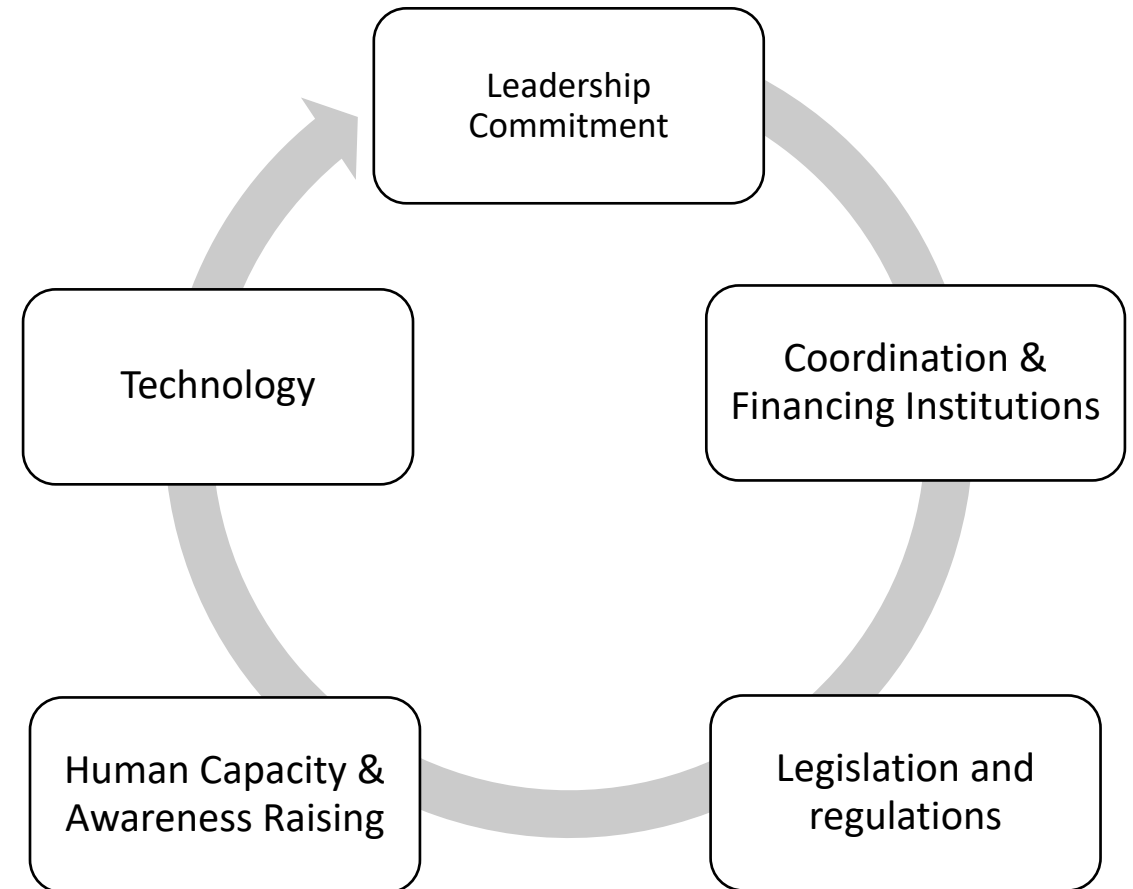 Leadership
Commitment
Coordination &
Financing Institutions
Legislation and
regulations
Human Capacity &
Awareness Raising
Technology